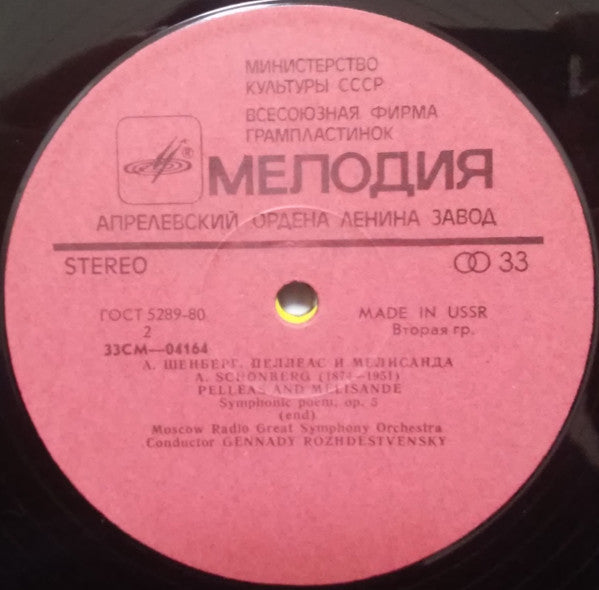 МИНИСТЕРСТВО
КУЛЬТУРЫ СССР
ВСЕСОЮЗНАЯ ФИРМА
ГРАМПЛАСТИНОК
®
МЕЛОДИЯ
АПРЕЛЕВСКИЙ ОРДЕНА ЛЕНИНА ЗАВОД
STEREO 33
ГОСТ 5289-80 MADE IN USSR
2 Вторая гр.
33СМ—04164
А. ШЕНБЕРГ. ПЕЛЛЕАС И МЕЛИСАНДА
A. SCHÖNBERG (1874—1951)
PELLEAS AND MELISANDE
Symphonic poem, op. 5
(end)
Moscow Radio Great Symphony Orchestra
Conductor GENNADY ROZHDESTVENSKY